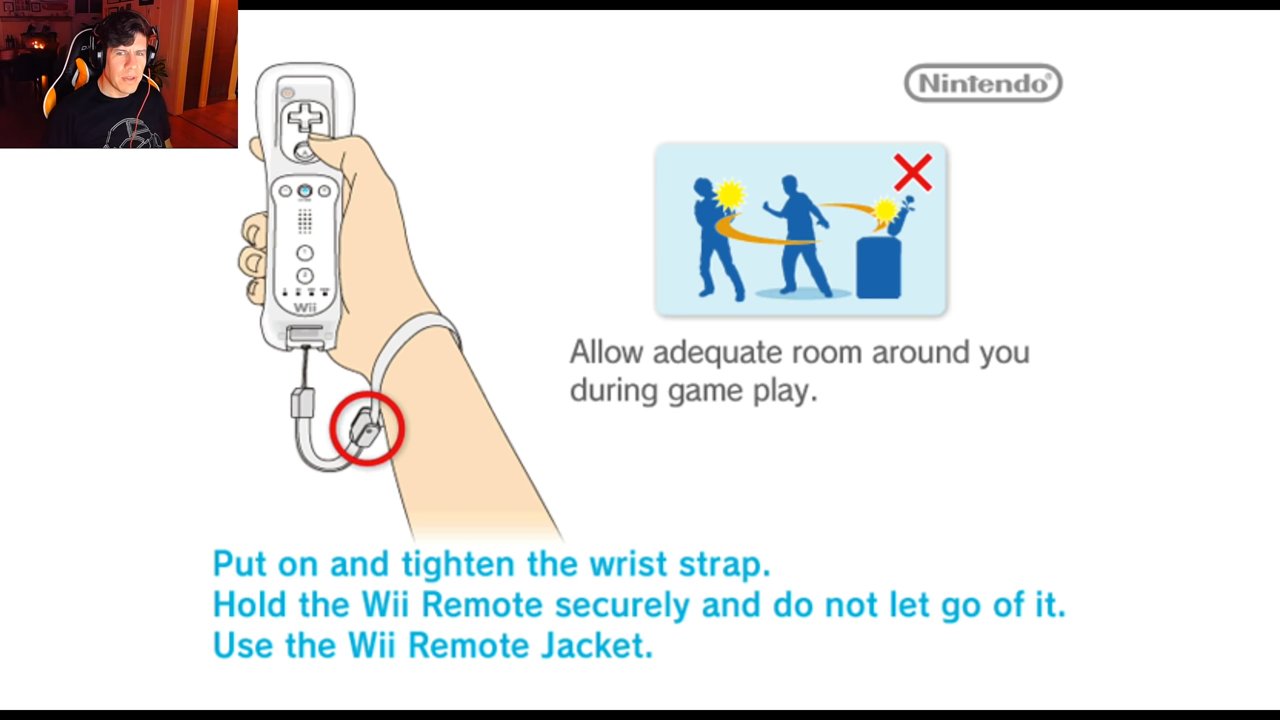 Nintendo®
Wii
Allow adequate room around you
during game play.
Put on and tighten the wrist strap.
Hold the Wii Remote securely and do not let go of it.
Use the Wii Remote Jacket.